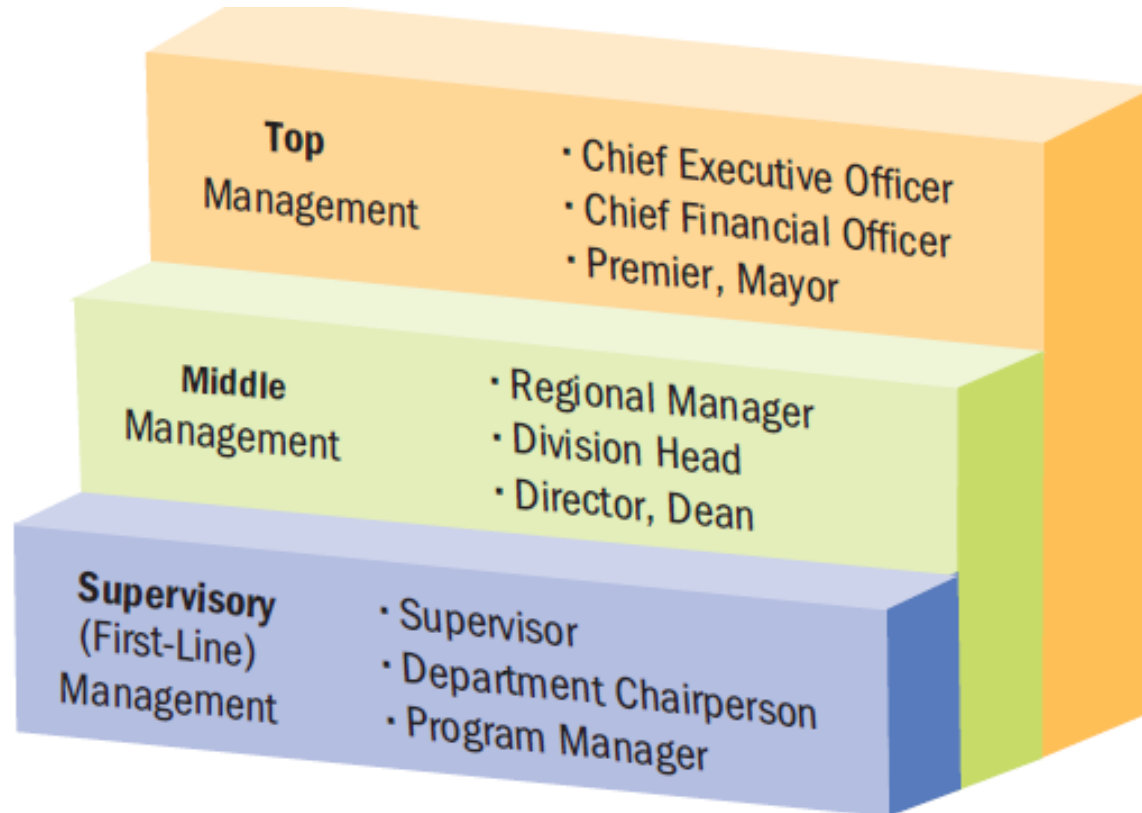 Top
Management
· Chief Executive Officer
· Chief Financial Officer
· Premier, Mayor
Middle
Management
· Regional Manager
· Division Head
· Director, Dean
Supervisory
(First-Line)
Management
· Supervisor
· Department Chairperson
· Program Manager